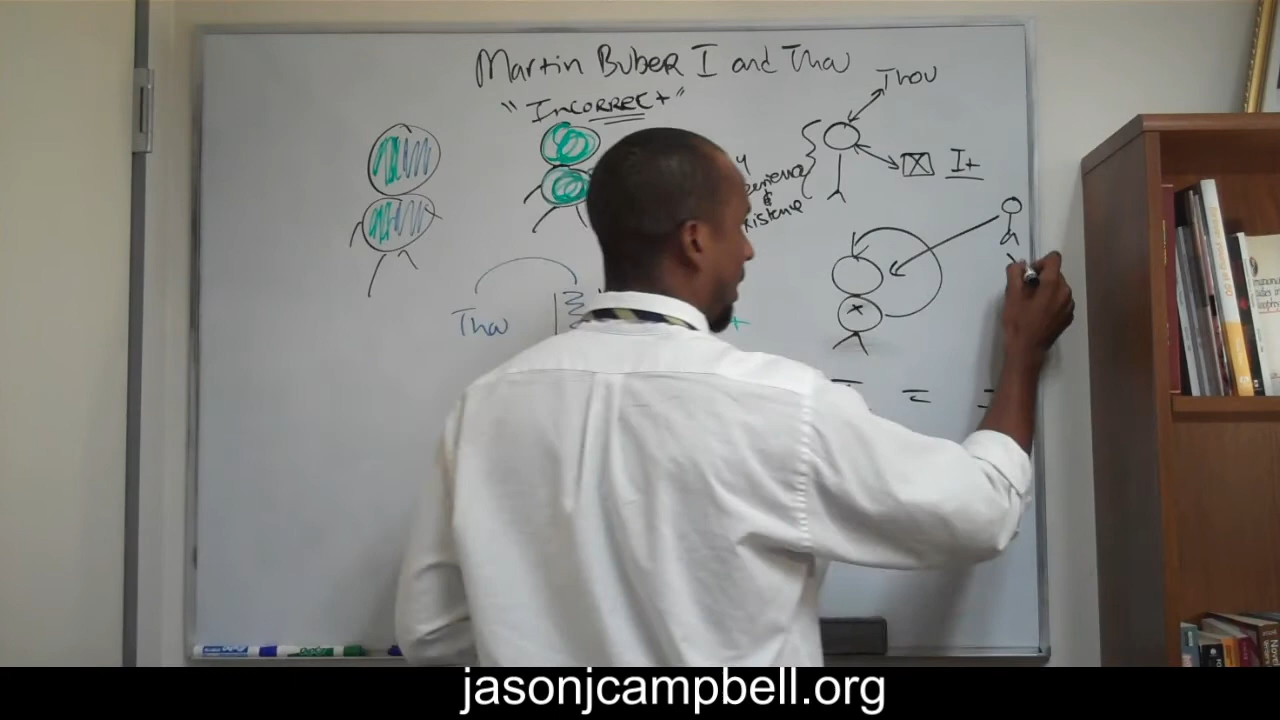 Martin Buber I and Thou
"Incorrect"
Thou
It
&
Thou
jasonjcampbell.org